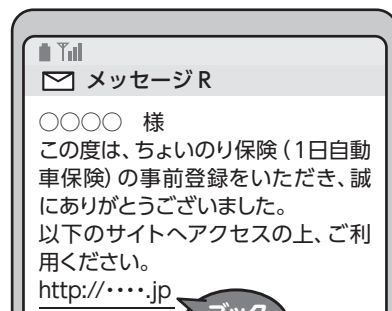 メッセージR
○○○○　様
この度は、ちょいのり保険（1日自動
車保険）の事前登録をいただき、誠
にありがとうございました。
以下のサイトへアクセスの上、ご利
用ください。
http://・・・・.jp